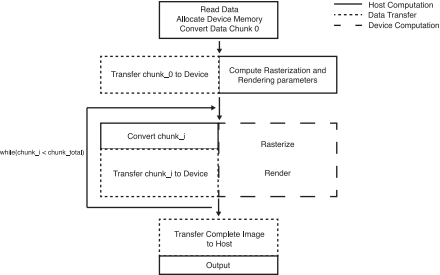 Read Data
Allocate Device Memory
Convert Data Chunk 0
Host Computation
Data Transfer
Device Computation
Transfer chunk_0 to Device
Compute Rasterization and
Rendering parameters
Convert chunk_i
Rasterize
while(chunk_i < chunk_total)
Transfer chunk_i to Device
Render
Transfer Complete Image
to Host
Output